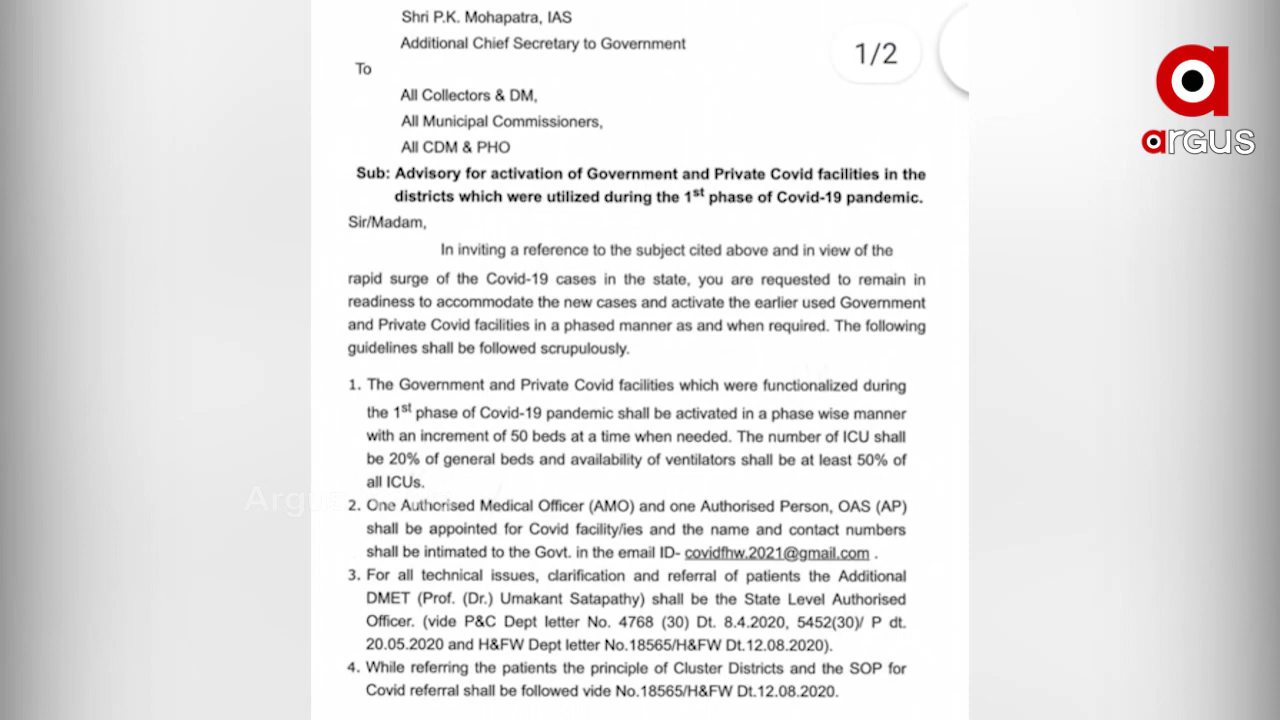 Shri P.K. Mohapatra, IAS
Additional Chief Secretary to Government
To
All Collectors & DM,
All Municipal Commissioners,
All CDM & PHO
Sub: Advisory for activation of Government and Private Covid facilities in the
districts which were utilized during the 1st phase of Covid-19 pandemic.
Sir/Madam,
In inviting a reference to the subject cited above and in view of the
rapid surge of the Covid-19 cases in the state, you are requested to remain in
readiness to accommodate the new cases and activate the earlier used Government
and Private Covid facilities in a phased manner as and when required. The following
guidelines shall be followed scrupulously.
1. The Government and Private Covid facilities which were functionalized during
the 1st phase of Covid-19 pandemic shall be activated in a phase wise manner
with an increment of 50 beds at a time when needed. The number of ICU shall
be 20% of general beds and availability of ventilators shall be at least 50% of
all ICUs.
2. One Authorised Medical Officer (AMO) and one Authorised Person, OAS (AP)
shall be appointed for Covid facility/ies and the name and contact numbers
shall be intimated to the Govt. in the email ID- covidfhw.2021@gmail.com .
3. For all technical issues, clarification and referral of patients the Additional
DMET (Prof. (Dr.) Umakant Satapathy) shall be the State Level Authorised
Officer. (vide P&C Dept letter No. 4768 (30) Dt. 8.4.2020, 5452(30)/ P dt.
20.05.2020 and H&FW Dept letter No.18565/H&FW Dt.12.08.2020).
4. While referring the patients the principle of Cluster Districts and the SOP for
Covid referral shall be followed vide No.18565/H&FW Dt.12.08.2020.
1/2
argus